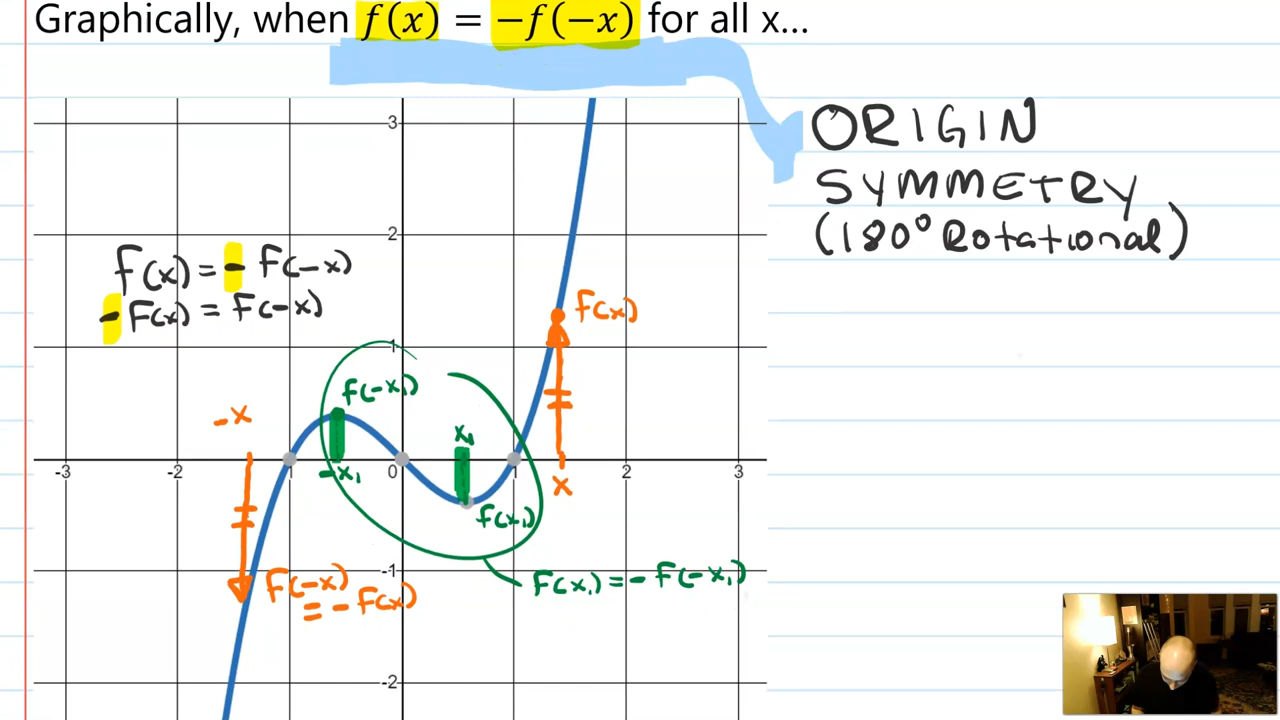 Graphically, when f(x) = −f(−x) for all x...
ORIGIN
SYMMETRY
(180° Rotational)
f(x) = - f(-x)
- f(x) = f(-x)
3
2
1
f(x)
f(-x₁)
-x
x₁
-3
-2
1
0
1
2
3
-x₁
x
f(x₁)
-1
f(-x)
= - f(x)
f(x₁) = - f(-x₁)
-2